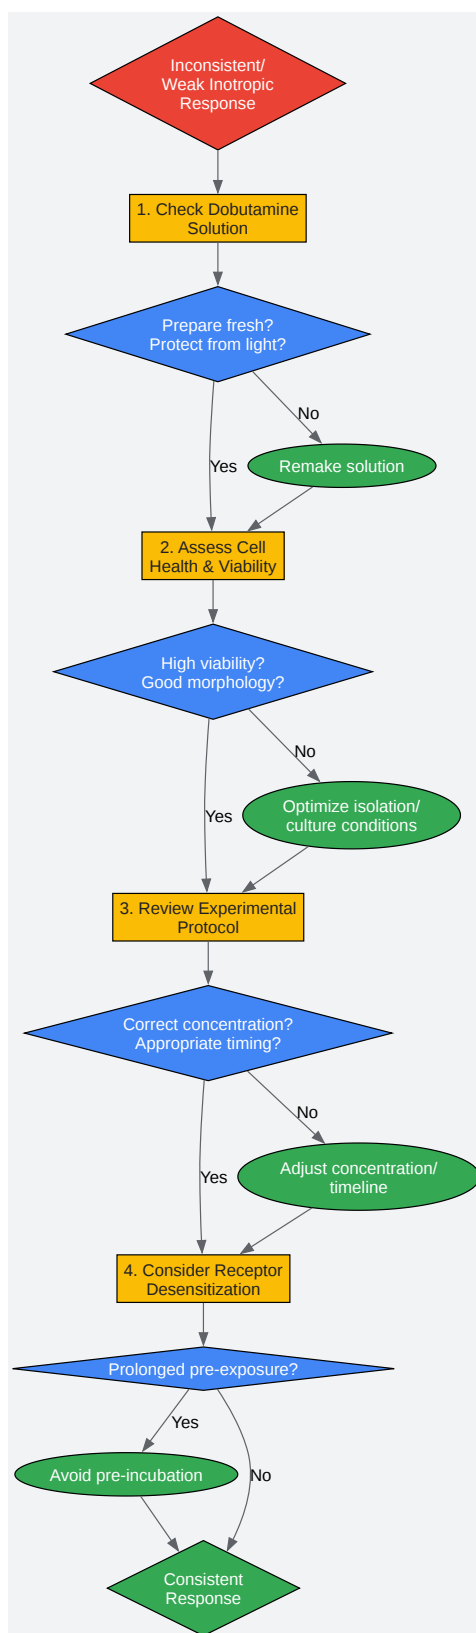 Inconsistent/
Weak Inotropic
Response
1. Check Dobutamine
Solution
Prepare fresh?
Protect from light?
No
Yes
Remake solution
2. Assess Cell
Health & Viability
High viability?
Good morphology?
No
Yes
Optimize isolation/
culture conditions
3. Review Experimental
Protocol
Correct concentration?
Appropriate timing?
No
Yes
Adjust concentration/
timeline
4. Consider Receptor
Desensitization
Prolonged pre-exposure?
Yes
Avoid pre-incubation
No
Consistent
Response